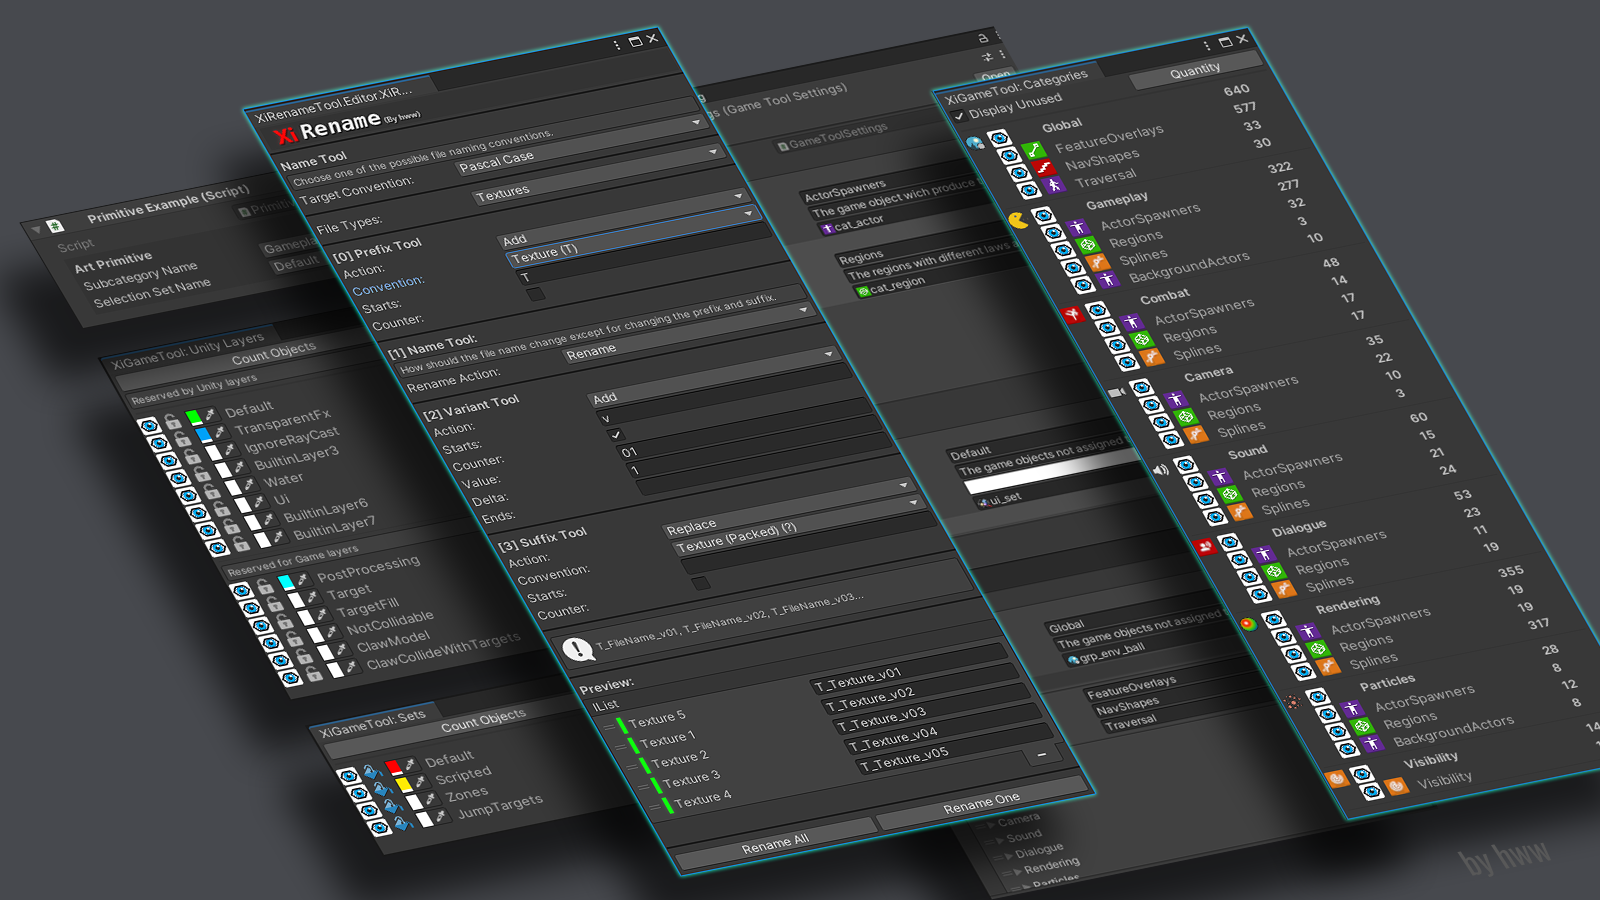 Primitive Example (Script)
Script
Art Primitive
Subcategory Name
Default
Selection Set Name
XiGameTool: Unity Layers
Count Objects
Reserved by Unity layers
Default
TransparentFx
IgnoreRayCast
BuiltinLayer3
Water
Ui
BuiltinLayer6
BuiltinLayer7
Reserved for Game layers
PostProcessing
Target
TargetFill
NotCollidable
ClawModel
ClawCollideWithTargets
XiGameTool: Sets
Count Objects
Default
Scripted
Zones
JumpTargets
XiRenameTool.Editor.XiR...
Xi Rename (By hww)
Name Tool
Choose one of the possible file naming conventions.
Target Convention:
Pascal Case
File Types:
Textures
[0] Prefix Tool
Action:
Add
Convention:
Texture (T)
Starts:
T
Counter:
[1] Name Tool:
How should the file name change except for changing the prefix and suffix.
Rename Action:
Rename
[2] Variant Tool
Action:
Add
Starts:
v
Counter:
Value:
01
Delta:
1
Ends:
[3] Suffix Tool
Action:
Replace
Convention:
Texture (Packed) (?)
Starts:
Counter:
T_FileName_v01, T_FileName_v02, T_FileName_v03...
Preview:
IList
Texture 5
T_Texture_v01
Texture 1
T_Texture_v02
Texture 2
T_Texture_v03
Texture 3
T_Texture_v04
Texture 4
T_Texture_v05
Rename All
Rename One
(Game Tool Settings)
Open
GameToolSettings
ActorSpawners
The game object wich produce
cat_actor
Regions
The regions with different laws
cat_region
Default
The game objects not assigned
ui_set
Global
The game objects not assigned
grp_env_ball
FeatureOverlays
NavShapes
Traversal
Camera
Sound
Dialogue
Rendering
Particles
XiGameTool: Categories
Display Unused
Quantity
Global 640
FeatureOverlays 577
NavShapes 33
Traversal 30
Gameplay 322
ActorSpawners 277
Regions 32
Splines 3
BackgroundActors 10
Combat 48
ActorSpawners 14
Regions 17
Splines 17
Camera 35
ActorSpawners 22
Regions 10
Splines 3
Sound 60
ActorSpawners 15
Regions 21
Splines 24
Dialogue 53
ActorSpawners 23
Regions 11
Splines 19
Rendering 355
ActorSpawners 19
Regions 19
Splines 317
Particles 28
ActorSpawners 8
Regions 12
BackgroundActors 8
Visibility
Visibility
by hww